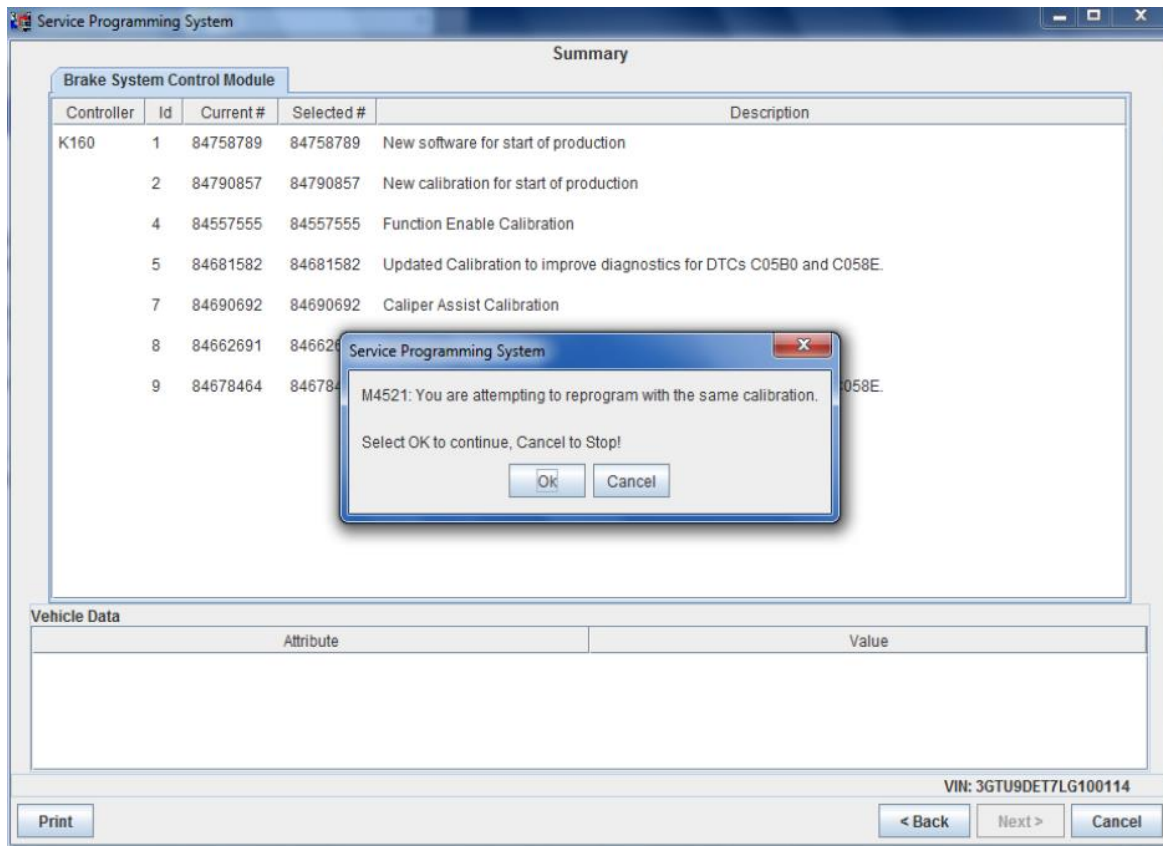 Service Programming System
Summary
Brake System Control Module
Controller Id Current # Selected # Description
K160 1 84758789 84758789 New software for start of production
2 84790857 84790857 New calibration for start of production
4 84557555 84557555 Function Enable Calibration
5 84681582 84681582 Updated Calibration to improve diagnostics for DTCs C05B0 and C058E.
7 84690692 84690692 Caliper Assist Calibration
8 84662691
9 84678464 C058E.
Service Programming System
M4521: You are attempting to reprogram with the same calibration.
Select OK to continue, Cancel to Stop!
Ok Cancel
Vehicle Data
Attribute Value
VIN: 3GTU9DET7LG100114
Print < Back Next > Cancel